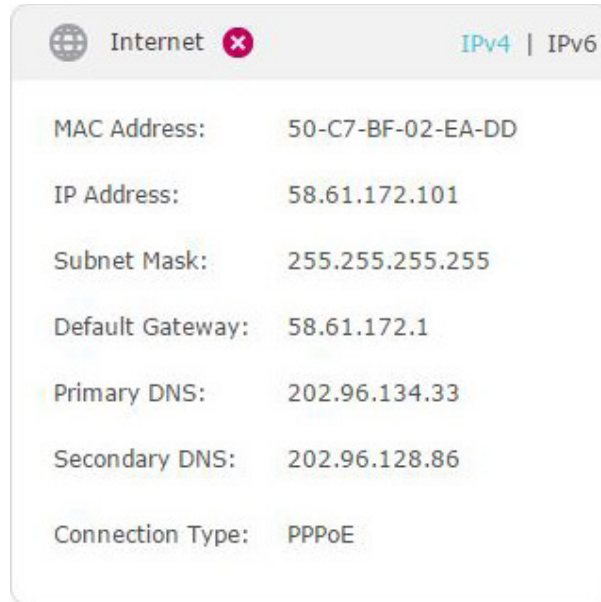 Internet IPv4 | IPv6
MAC Address: 50-C7-BF-02-EA-DD
IP Address: 58.61.172.101
Subnet Mask: 255.255.255.255
Default Gateway: 58.61.172.1
Primary DNS: 202.96.134.33
Secondary DNS: 202.96.128.86
Connection Type: PPPoE